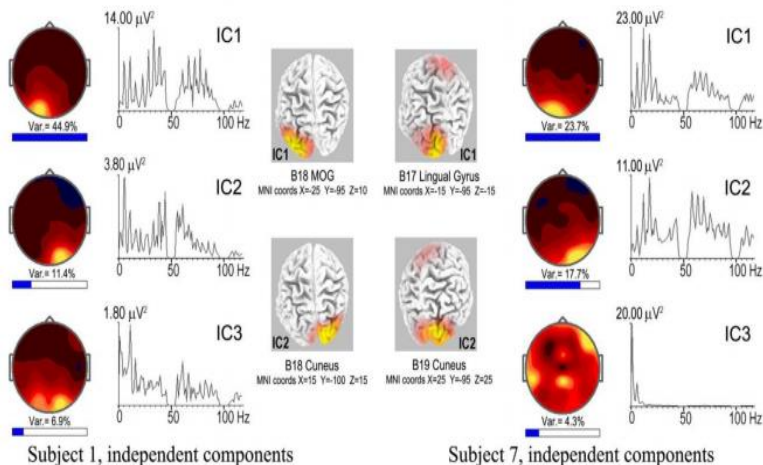 14.00 µV²
IC1
Var.= 44.9%
0 50 100 Hz
3.80 µV²
IC2
Var.= 11.4%
0 50 100 Hz
1.80 µV²
IC3
Var.= 6.9%
0 50 100 Hz
Subject 1, independent components
IC1
B18 MOG
MNI coords X=-25 Y=-95 Z=10
IC1
B17 Lingual Gyrus
MNI coords X=-15 Y=-95 Z=-15
IC2
B18 Cuneus
MNI coords X=15 Y=-100 Z=15
IC2
B19 Cuneus
MNI coords X=25 Y=-95 Z=25
23.00 µV²
IC1
Var.= 23.7%
0 50 100 Hz
11.00 µV²
IC2
Var.= 17.7%
0 50 100 Hz
20.00 µV²
IC3
Var.= 4.3%
0 50 100 Hz
Subject 7, independent components